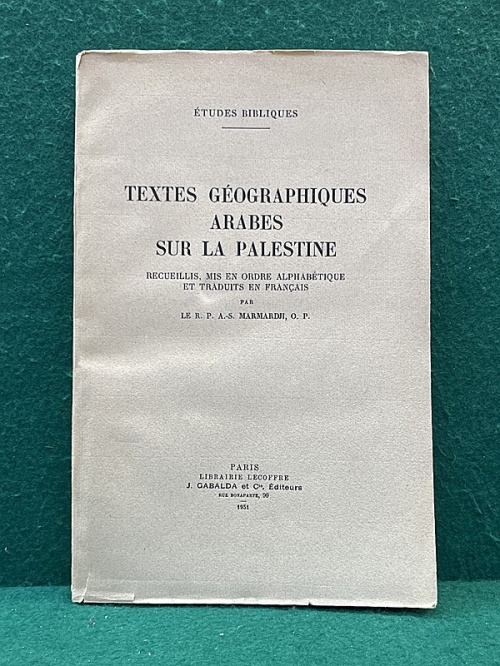 ÉTUDES BIBLIQUES
TEXTES GÉOGRAPHIQUES
ARABES
SUR LA PALESTINE
RECUEILLIS, MIS EN ORDRE ALPHABÉTIQUE
ET TRADUITS EN FRANÇAIS
PAR
LE R. P. A.-S. MARMARDJI, O. P.
PARIS
LIBRAIRIE LECOFFRE
J. GABALDA et Cie, Éditeurs
RUE BONAPARTE, 90
1951